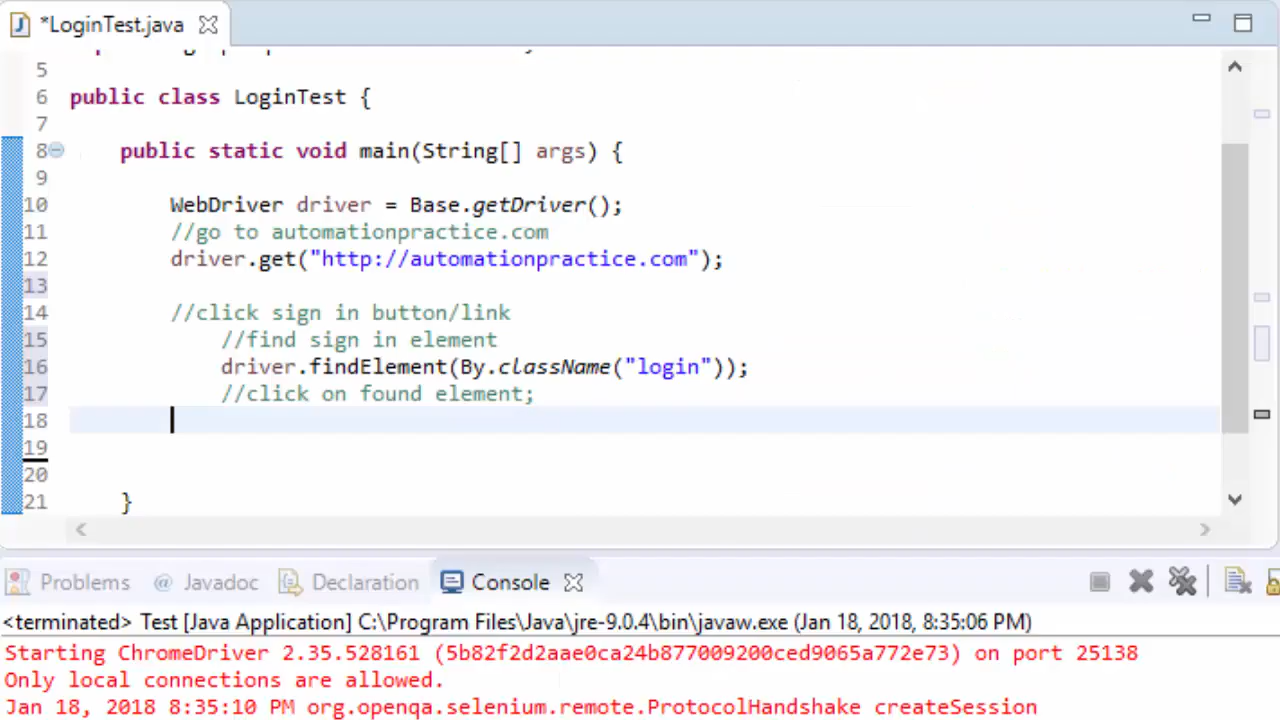 *LoginTest.java
5
6 public class LoginTest {
7
8 public static void main(String[] args) {
9
10 WebDriver driver = Base.getDriver();
11 //go to automationpractice.com
12 driver.get("http://automationpractice.com");
13
14 //click sign in button/link
15 //find sign in element
16 driver.findElement(By.className("login"));
17 //click on found element;
18
19
20
21 }
Problems @ Javadoc Declaration Console
<terminated> Test [Java Application] C:\Program Files\Java\jre-9.0.4\bin\javaw.exe (Jan 18, 2018, 8:35:06 PM)
Starting ChromeDriver 2.35.528161 (5b82f2d2aae0ca24b877009200ced9065a772e73) on port 25138
Only local connections are allowed.
Jan 18, 2018 8:35:10 PM org.openqa.selenium.remote.ProtocolHandshake createSession